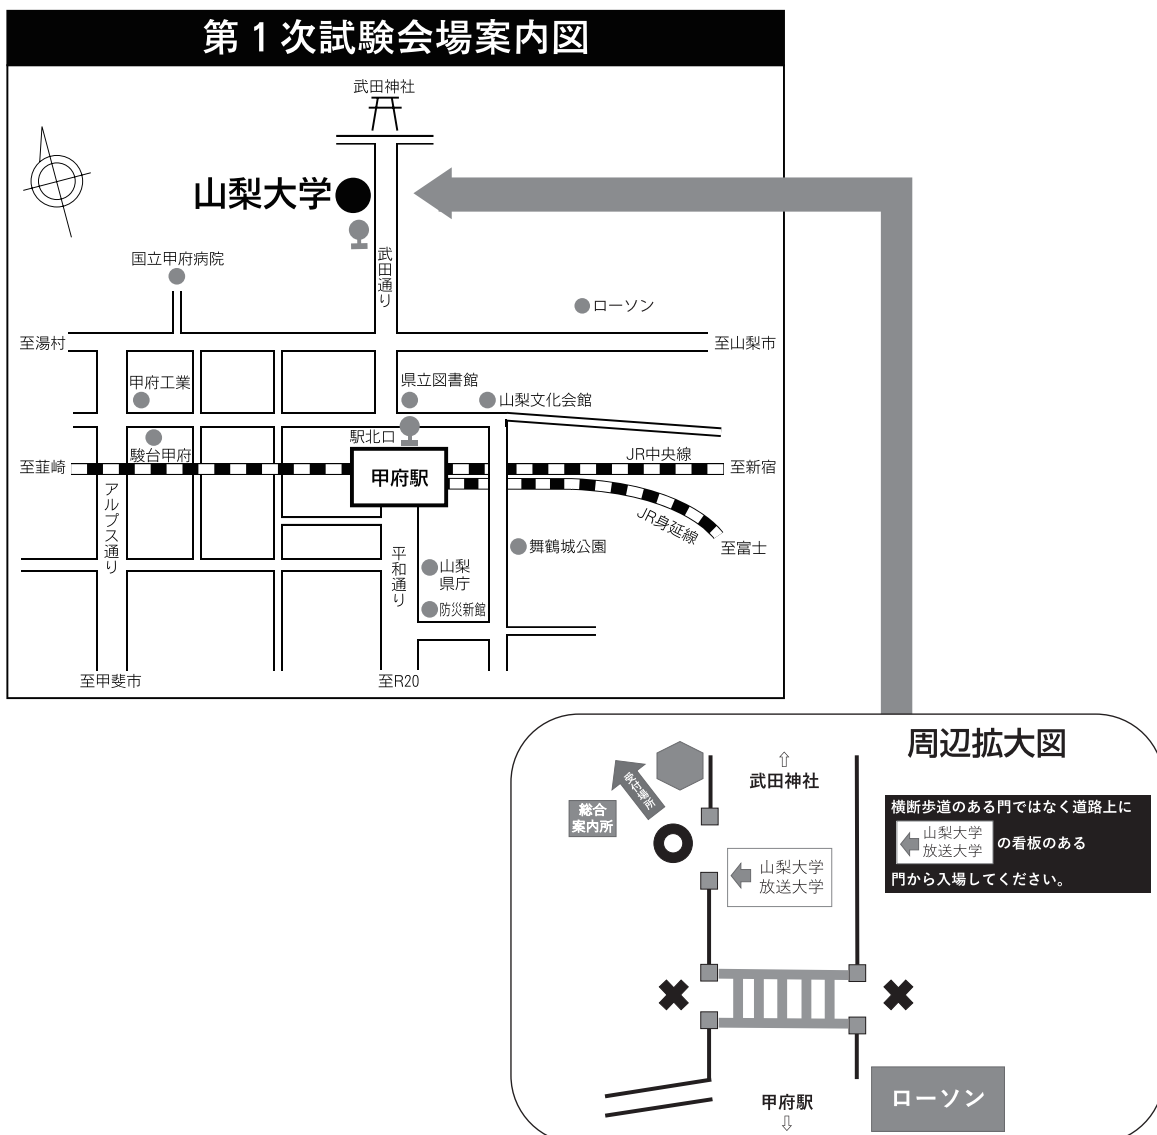 第1次試験会場案内図
武田神社
山梨大学
武田通り
国立甲府病院
ローソン
至湯村
至山梨市
甲府工業
県立図書館
山梨文化会館
駅北口
駿台甲府
JR中央線
至韮崎
甲府駅
至新宿
アルプス通り
JR身延線
至富士
舞鶴城公園
平和通り
山梨
県庁
防災新館
至甲斐市
至R20
周辺拡大図
⇧
武田神社
受付場所
総合
案内所
横断歩道のある門ではなく道路上に
山梨大学
放送大学
の看板のある
門から入場してください。
山梨大学
放送大学
ローソン
甲府駅
⇩